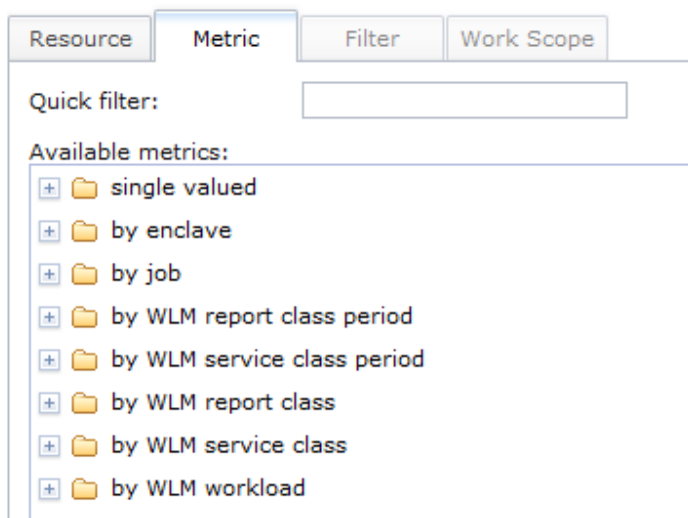 Resource Metric Filter Work Scope
Quick filter:
Available metrics:
single valued
by enclave
by job
by WLM report class period
by WLM service class period
by WLM report class
by WLM service class
by WLM workload